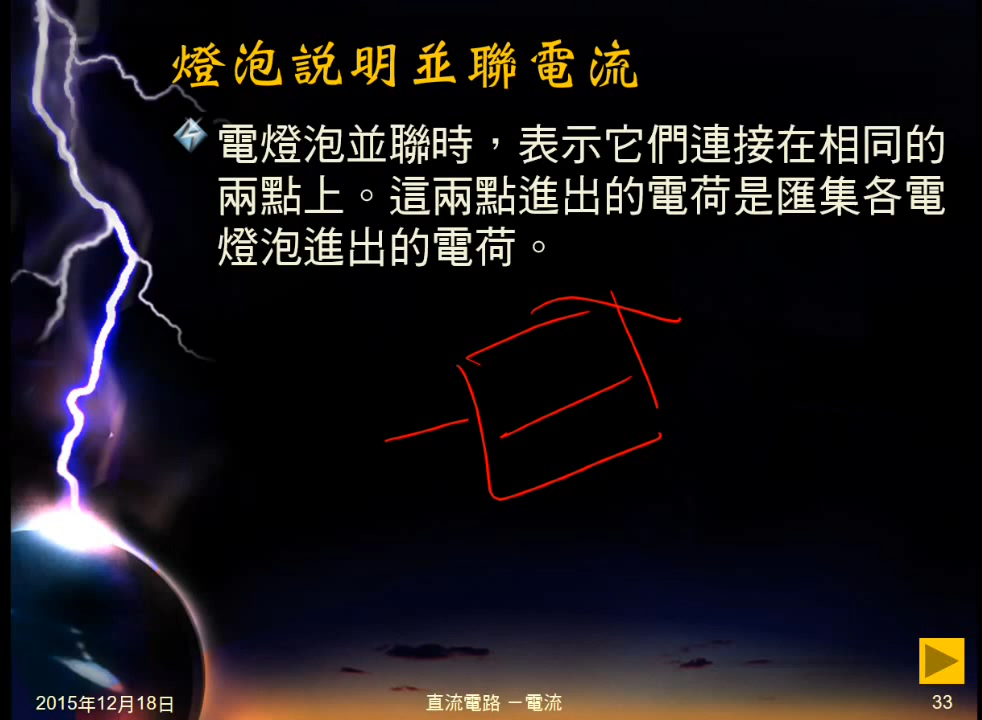 燈泡説明並聯電流
電燈泡並聯時，表示它們連接在相同的
兩點上。這兩點進出的電荷是匯集各電
燈泡進出的電荷。
2015年12月18日
直流電路 －電流
33